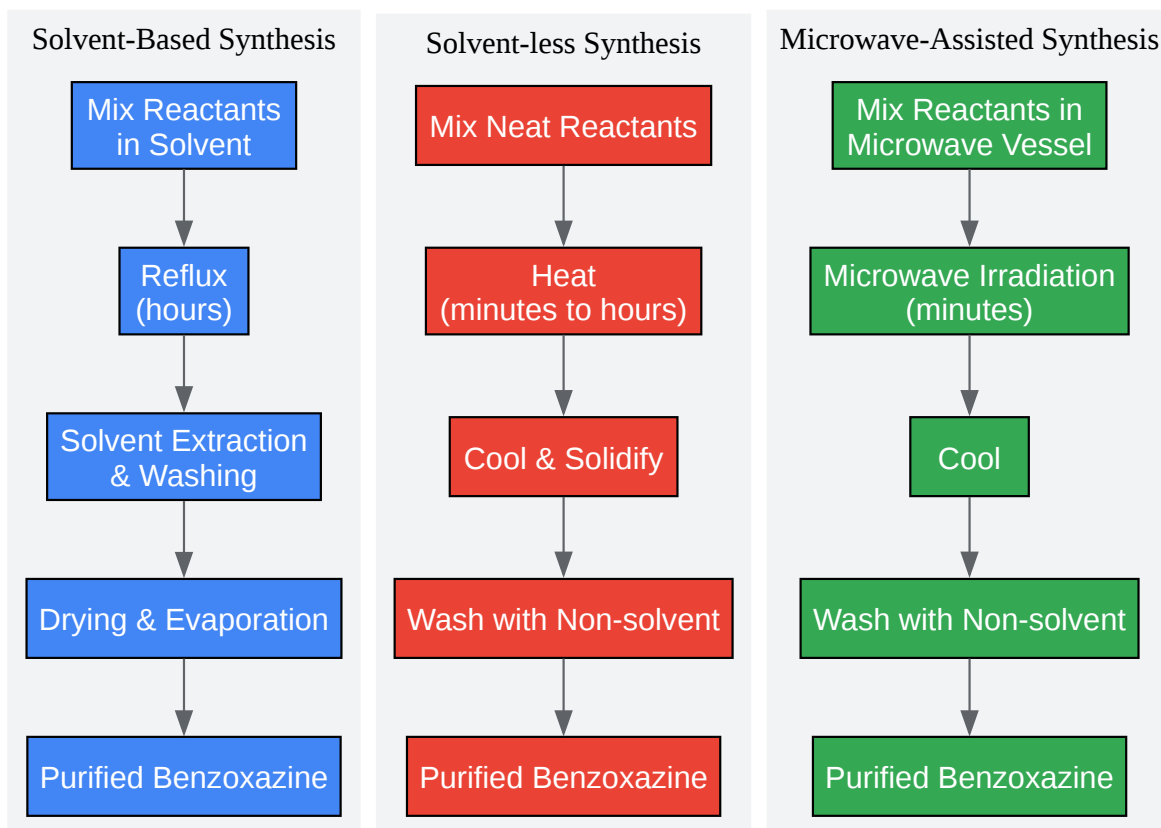 Solvent-Based Synthesis
Mix Reactants
in Solvent
Reflux
(hours)
Solvent Extraction
& Washing
Drying & Evaporation
Purified Benzoxazine
Solvent-less Synthesis
Mix Neat Reactants
Heat
(minutes to hours)
Cool & Solidify
Wash with Non-solvent
Purified Benzoxazine
Microwave-Assisted Synthesis
Mix Reactants in
Microwave Vessel
Microwave Irradiation
(minutes)
Cool
Wash with Non-solvent
Purified Benzoxazine